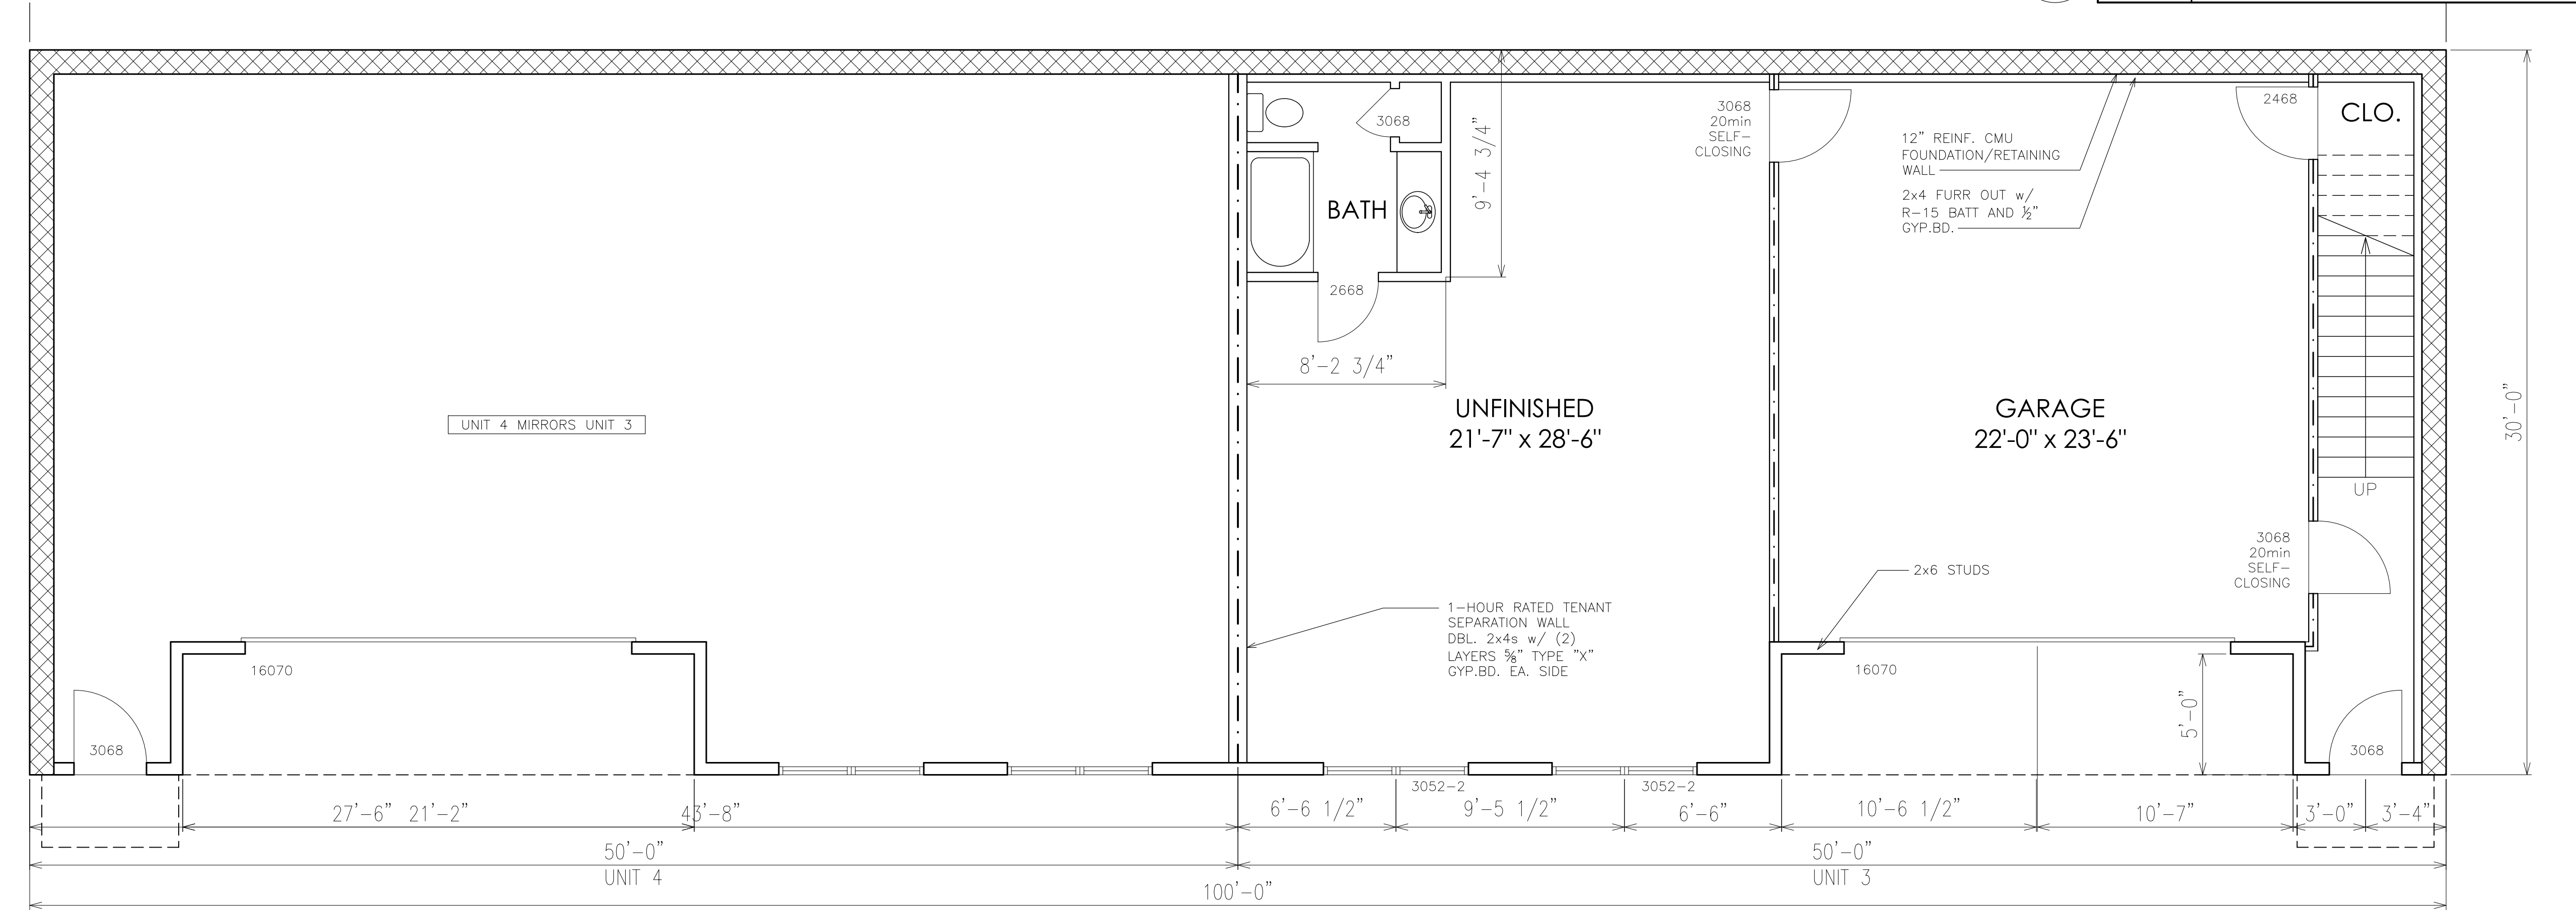 CLO.
2468
3068
20min
SELF-
CLOSING
3068
12" REINF. CMU
FOUNDATION/RETAINING
WALL
2x4 FURR OUT w/
R-15 BATT AND ½"
GYP.BD.
9'-4 3/4"
BATH
2668
8'-2 3/4"
UNIT 4 MIRRORS UNIT 3
UNFINISHED
21'-7" x 28'-6"
GARAGE
22'-0" x 23'-6"
30'-0"
UP
3068
20min
SELF-
CLOSING
2x6 STUDS
1-HOUR RATED TENANT
SEPARATION WALL
DBL. 2x4s w/ (2)
LAYERS ⅝" TYPE "X"
GYP.BD. EA. SIDE
16070
16070
5'-0"
3068
3068
3052-2
3052-2
27'-6" 21'-2"
43'-8"
6'-6 1/2"
9'-5 1/2"
6'-6"
10'-6 1/2"
10'-7"
3'-0"
3'-4"
50'-0"
UNIT 4
50'-0"
UNIT 3
100'-0"